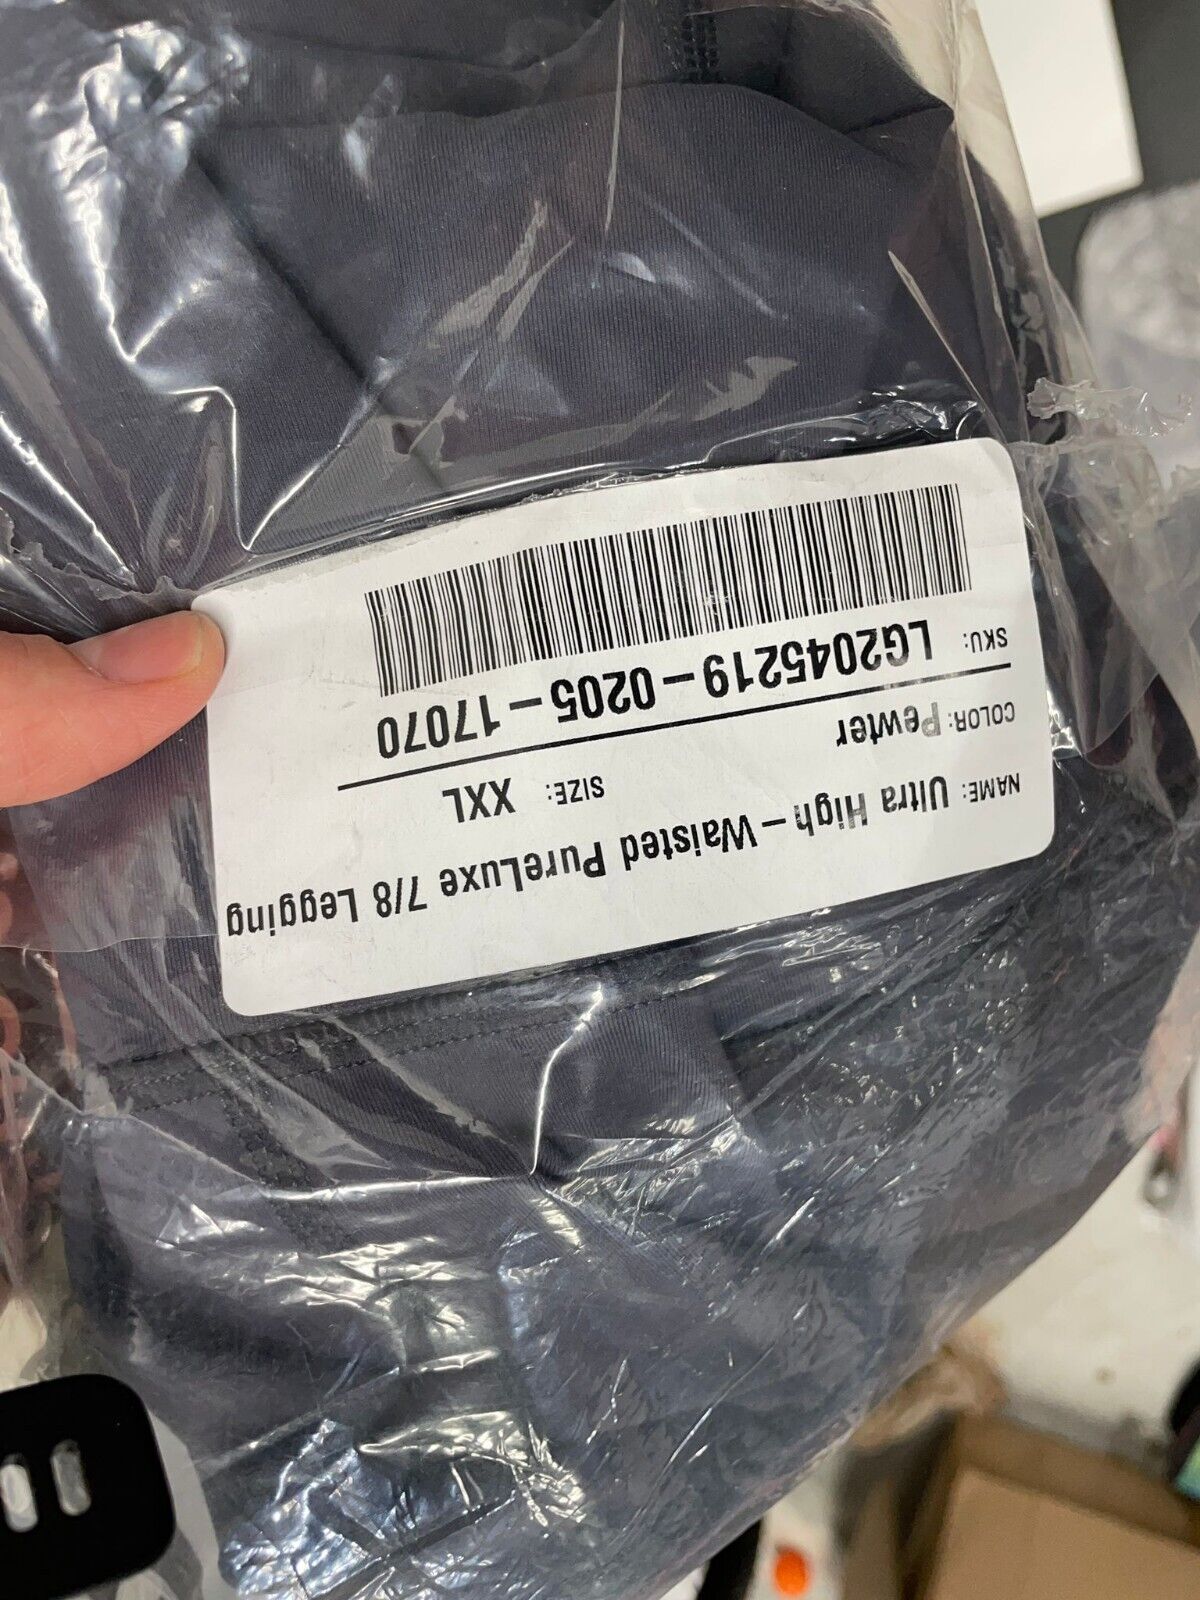 NAME: Ultra High-Waisted PureLuxe 7/8 Legging
COLOR: Pewter SIZE: XXL
SKU: LG2045219-0205-17070